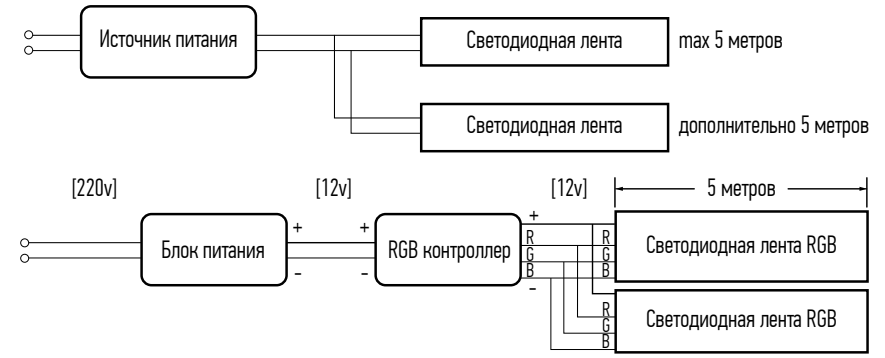 Источник питания
Светодиодная лента
max 5 метров
Светодиодная лента
дополнительно 5 метров
[220v]
[12v]
[12v]
5 метров
Блок питания
+
-
+
-
RGB контроллер
+
R
G
B
-
R
G
B
Светодиодная лента RGB
R
G
B
Светодиодная лента RGB